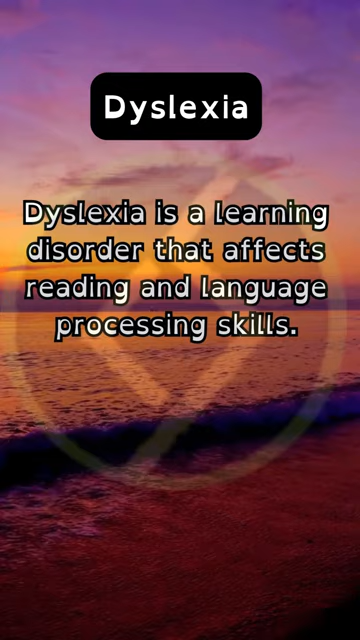 Dyslexia
Dyslexia is a learning
disorder that affects
reading and language
processing skills.